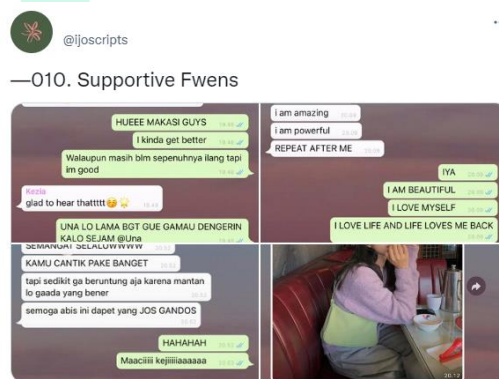 @ijoscripts
—010. Supportive Fwens
HUEEE MAKASI GUYS
I kinda get better
Walaupun masih blm sepenuhnya ilang tapi
im good
Kezia
glad to hear thattttt
UNA LO LAMA BGT GUE GAMAU DENGERIN
KALO SEJAM @Una
i am amazing
i am powerful
REPEAT AFTER ME
IYA
I AM BEAUTIFUL
I LOVE MYSELF
I LOVE LIFE AND LIFE LOVES ME BACK
SEMANGAT SELALUWWWW
KAMU CANTIK PAKE BANGET
tapi sedikit ga beruntung aja karena mantan
lo gaada yang bener
semoga abis ini dapet yang JOS GANDOS
HAHAHAH
Maaciiiii kejiiiiiaaaaaa
20.12